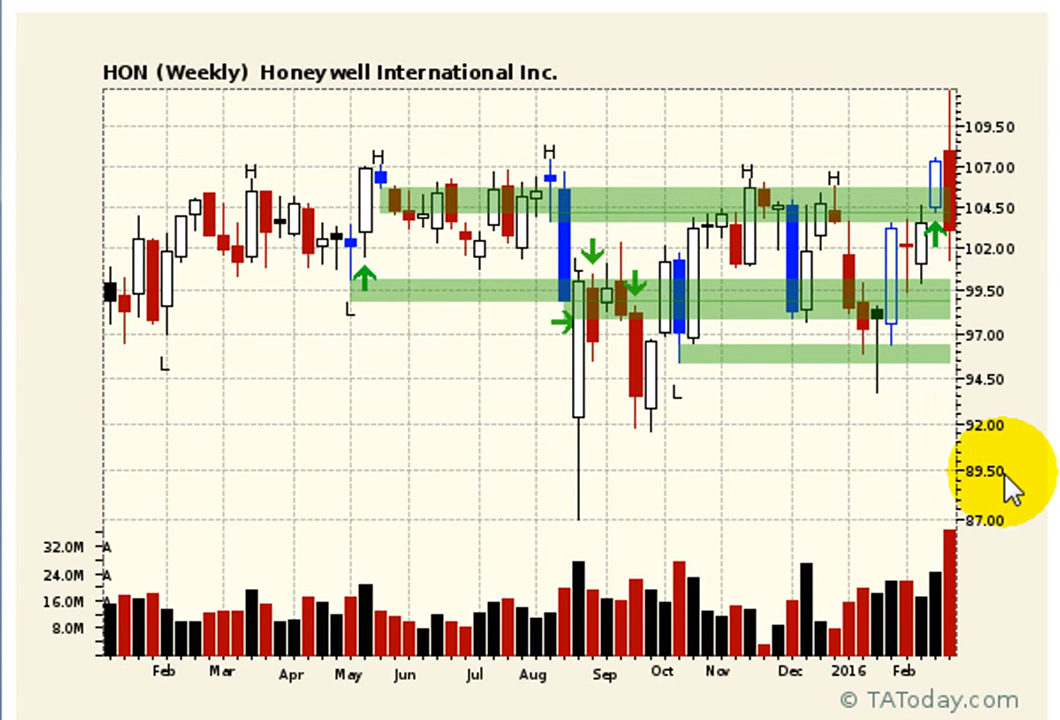 HON (Weekly) Honeywell International Inc.
109.50
H
H
H
107.00
H
H
104.50
102.00
L
99.50
L
97.00
L
94.50
L
92.00
89.50
87.00
32.0M A
24.0M A
16.0M A
8.0M
Feb Mar Apr May Jun Jul Aug Sep Oct Nov Dec 2016 Feb
© TAToday.com